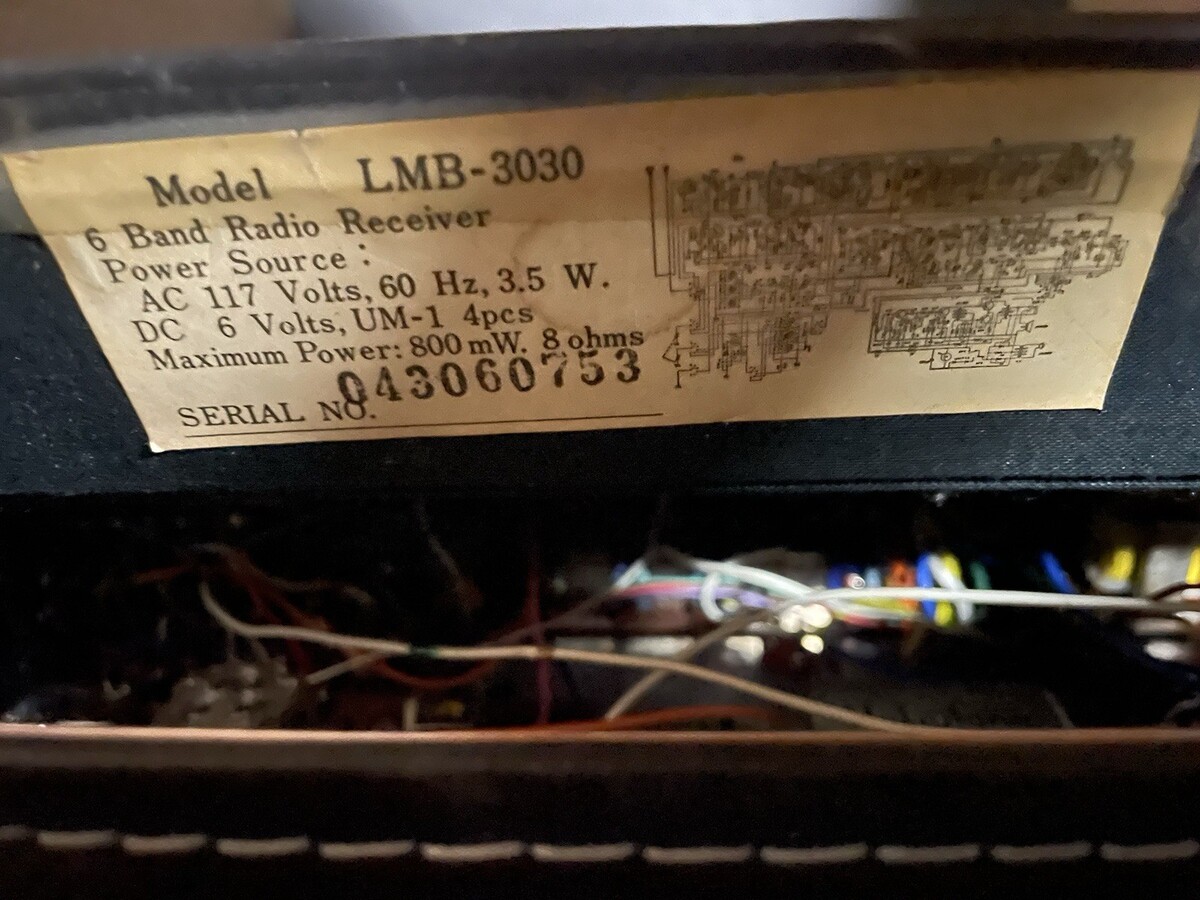 Model LMB-3030
6 Band Radio Receiver
Power Source :
AC 117 Volts, 60 Hz, 3.5 W.
DC 6 Volts, UM-1 4pcs
Maximum Power: 800 mW. 8 ohms
043060753
SERIAL NO.